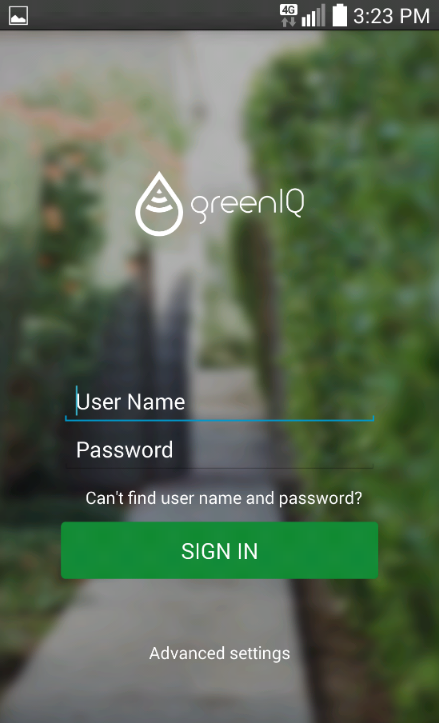 4G 3:23 PM
greenIQ
User Name
Password
Can't find user name and password?
SIGN IN
Advanced settings